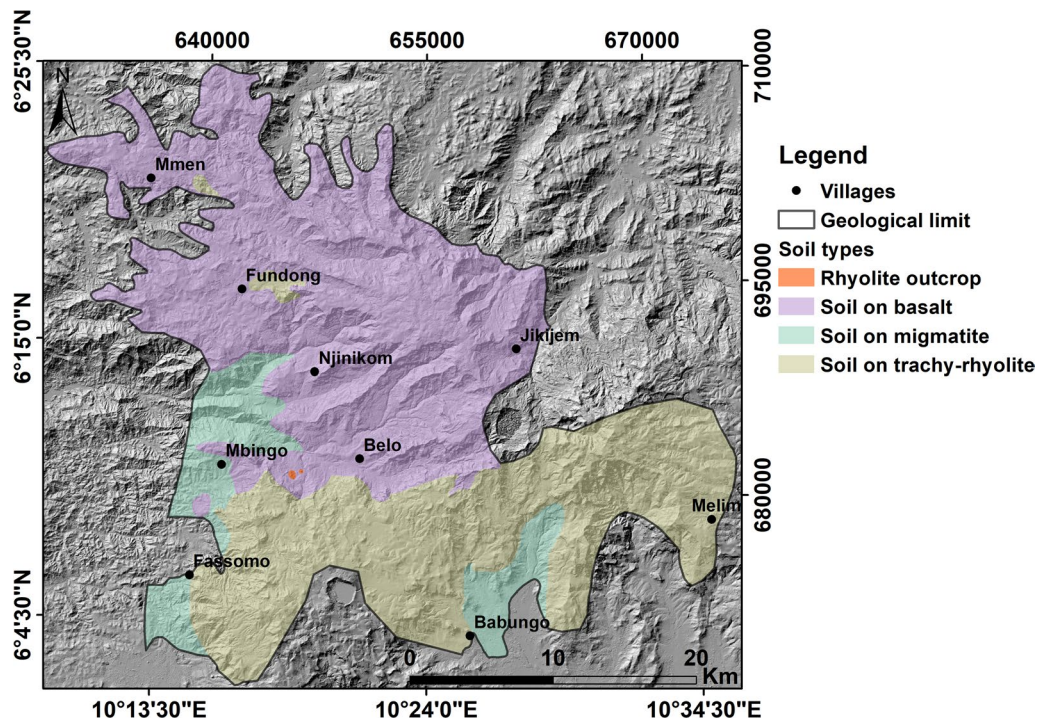 640000 655000 670000
6°25'30"N
710000
N
Mmen
Legend
Villages
Geological limit
Soil types
Rhyolite outcrop
Soil on basalt
Soil on migmatite
Soil on trachy-rhyolite
Fundong
695000
6°15'0"N
Jikijem
Njinikom
Belo
Mbingo
680000
Melim
Fassomo
6°4'30"N
Babungo
0 10 20
Km
10°13'30"E 10°24'0"E 10°34'30"E